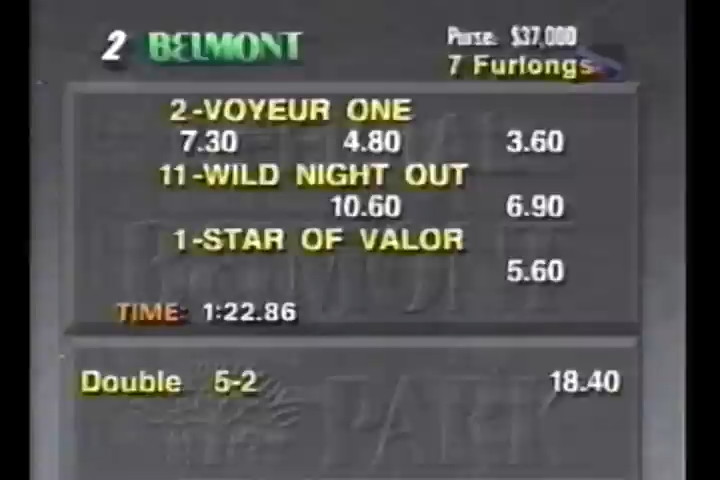 2 BELMONT Purse: $37,000
7 Furlongs
2-VOYEUR ONE
7.30 4.80 3.60
11-WILD NIGHT OUT
10.60 6.90
1-STAR OF VALOR
5.60
TIME: 1:22.86
Double 5-2 18.40
BELMONT
PARK